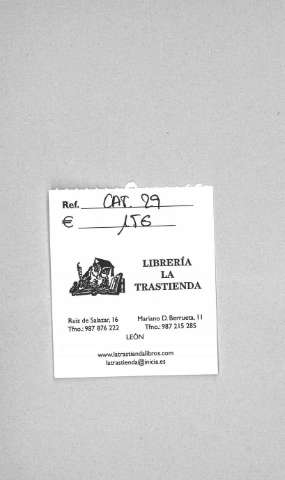 Ref. CAT. 29
€ 156
LIBRERÍA
LA
TRASTIENDA
Ruiz de Salazar, 16 Mariano D. Berrueta, 11
Tfno.: 987 876 222 Tfno.: 987 215 285
LEÓN
www.latrastiendalibros.com
latrastienda@inicia.es